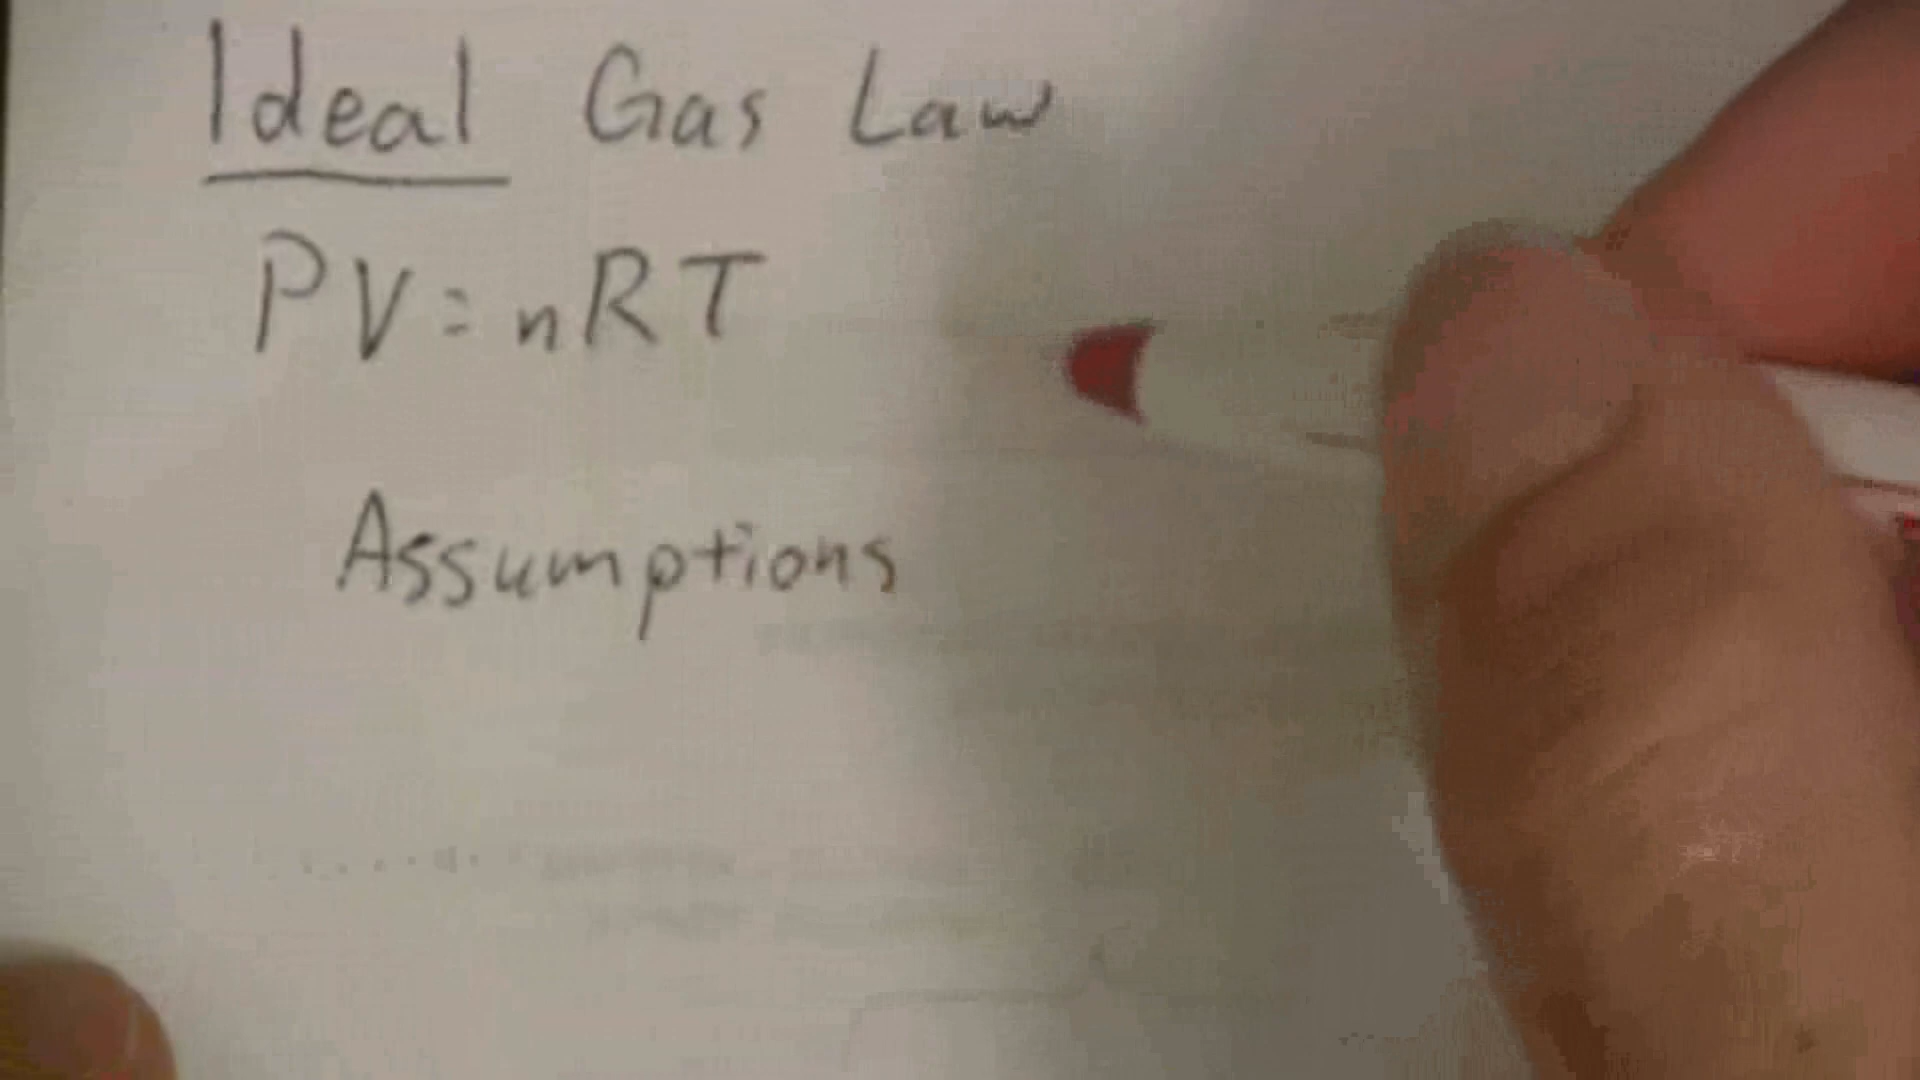 Ideal Gas Law
PV = nRT
Assumptions